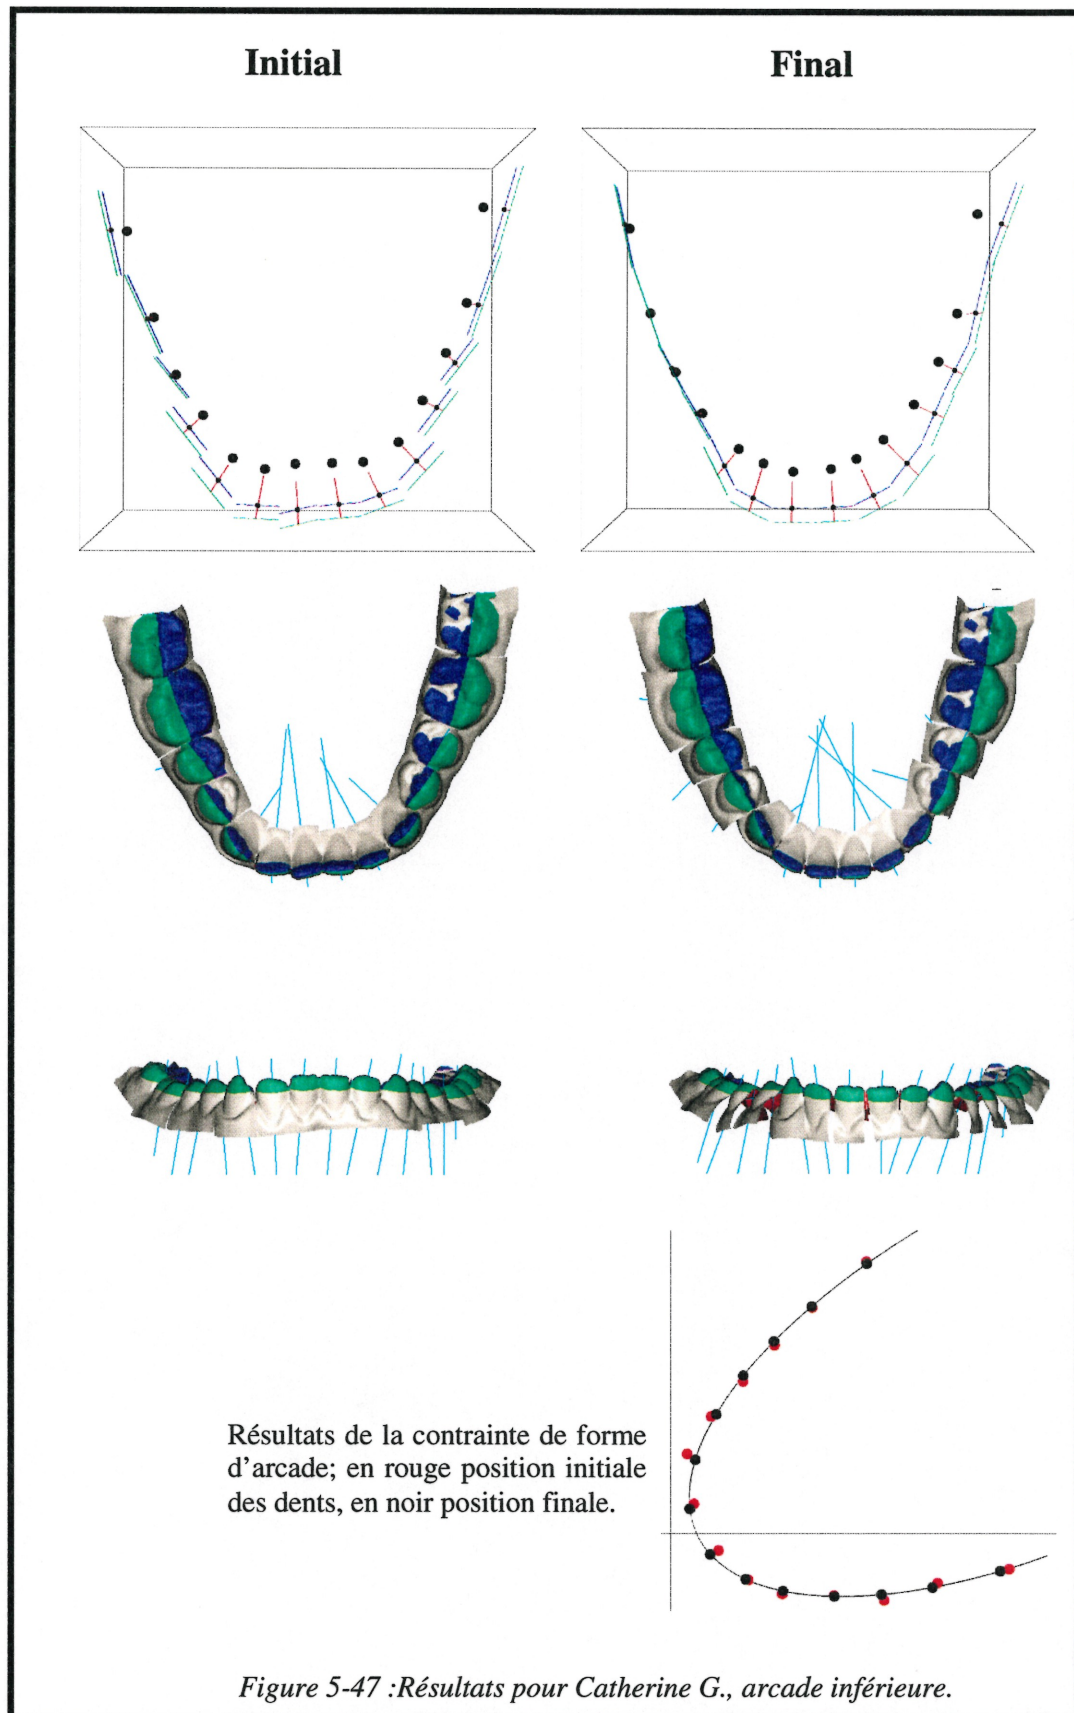 Initial
Final
Résultats de la contrainte de forme
d'arcade; en rouge position initiale
des dents, en noir position finale.
Figure 5-47 :Résultats pour Catherine G., arcade inférieure.